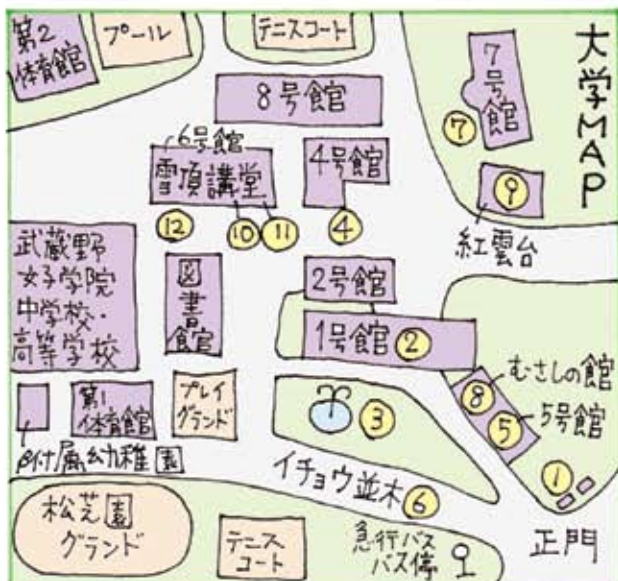 大学MAP
第2
体育館
プール
テニスコート
7号館
⑦
8号館
6号館
雪頂講堂
4号館
⑨
紅雲台
⑫
⑩
⑪
④
武蔵野
女子学院
中学校・
高等学校
図書館
2号館
1号館
②
むさしの館
⑧
5号館
⑤
①
正門
第1
体育館
プレイ
グランド
③
附属幼稚園
イチョウ並木
⑥
松芝園
グランド
テニス
コート
急行バス
バス停